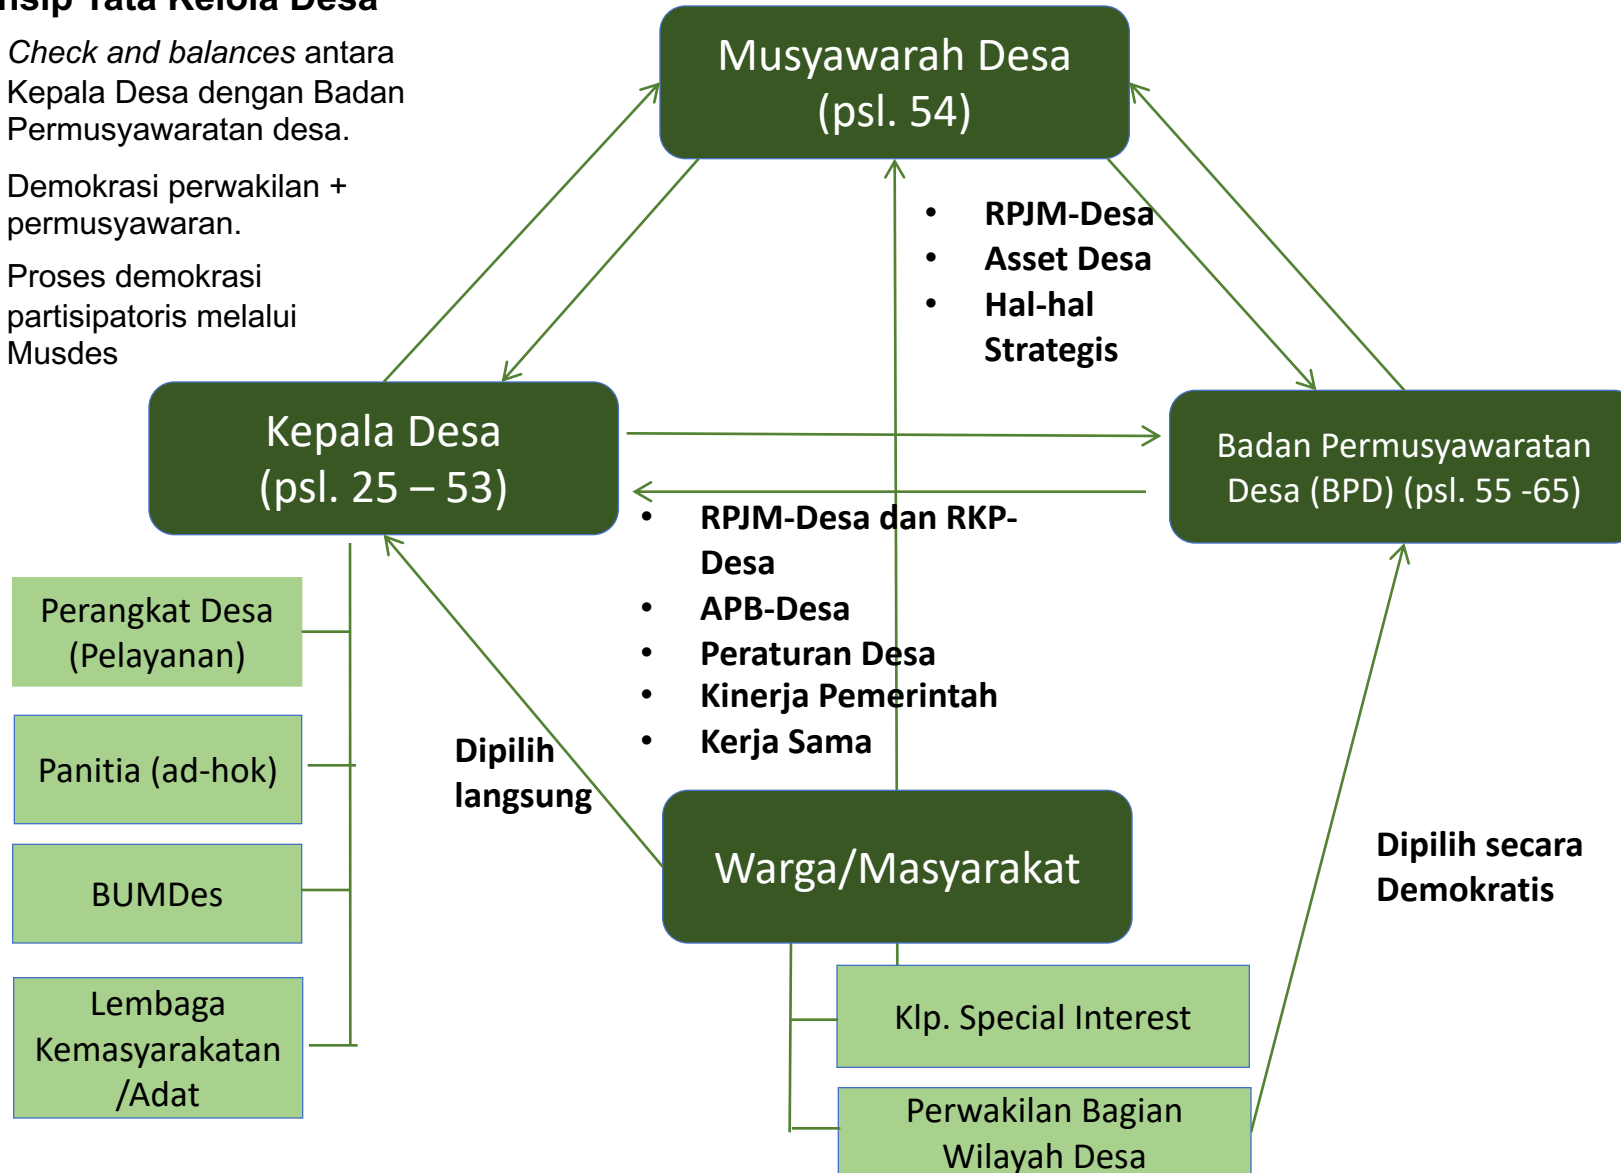 Tata Kelola Desa
Check and balances antara
Kepala Desa dengan Badan
Permusyawaratan desa.
Demokrasi perwakilan +
permusyawaran.
Proses demokrasi
partisipatoris melalui
Musdes
Musyawarah Desa
(psl. 54)
• RPJM-Desa
• Asset Desa
• Hal-hal
Strategis
Kepala Desa
(psl. 25 – 53)
Badan Permusyawaratan
Desa (BPD) (psl. 55 -65)
• RPJM-Desa dan RKP-
Desa
• APB-Desa
• Peraturan Desa
• Kinerja Pemerintah
• Kerja Sama
Perangkat Desa
(Pelayanan)
Panitia (ad-hok)
BUMDes
Lembaga
Kemasyarakatan
/Adat
Dipilih
langsung
Warga/Masyarakat
Dipilih secara
Demokratis
Klp. Special Interest
Perwakilan Bagian
Wilayah Desa